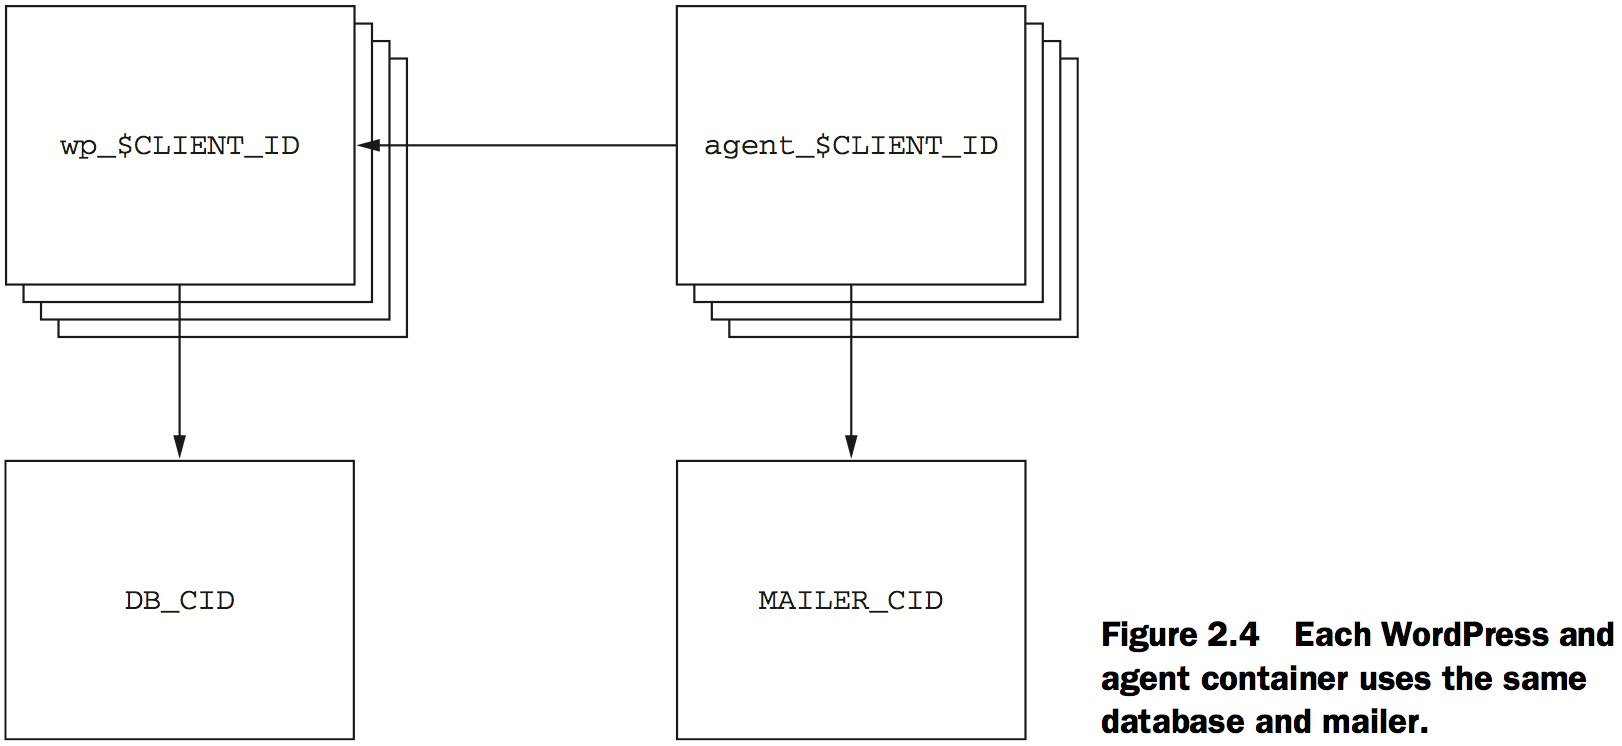 wp_$CLIENT_ID
agent_$CLIENT_ID
DB_CID
MAILER_CID
Figure 2.4 Each WordPress and
agent container uses the same
database and mailer.